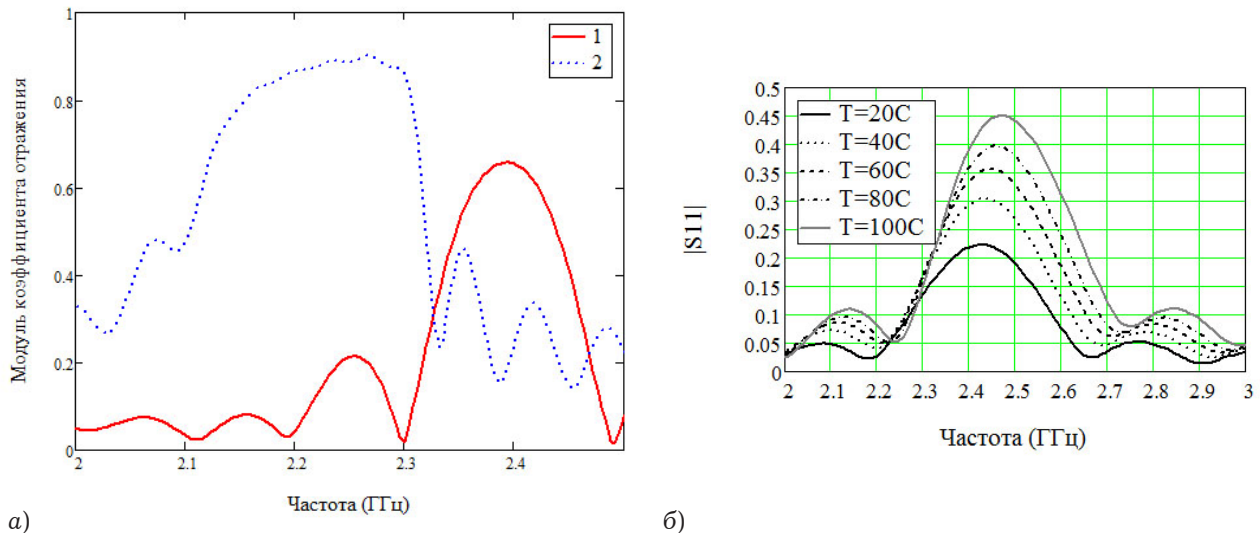 Модуль коэффициента отражения
1
0.8
0.6
0.4
0.2
0
1
2
2
2.1
2.2
2.3
2.4
Частота (ГГц)
а)
|S11|
0.5
0.45
0.4
0.35
0.3
0.25
0.2
0.15
0.1
0.05
0
T=20C
T=40C
T=60C
T=80C
T=100C
2 2.1 2.2 2.3 2.4 2.5 2.6 2.7 2.8 2.9 3
Частота (ГГц)
б)